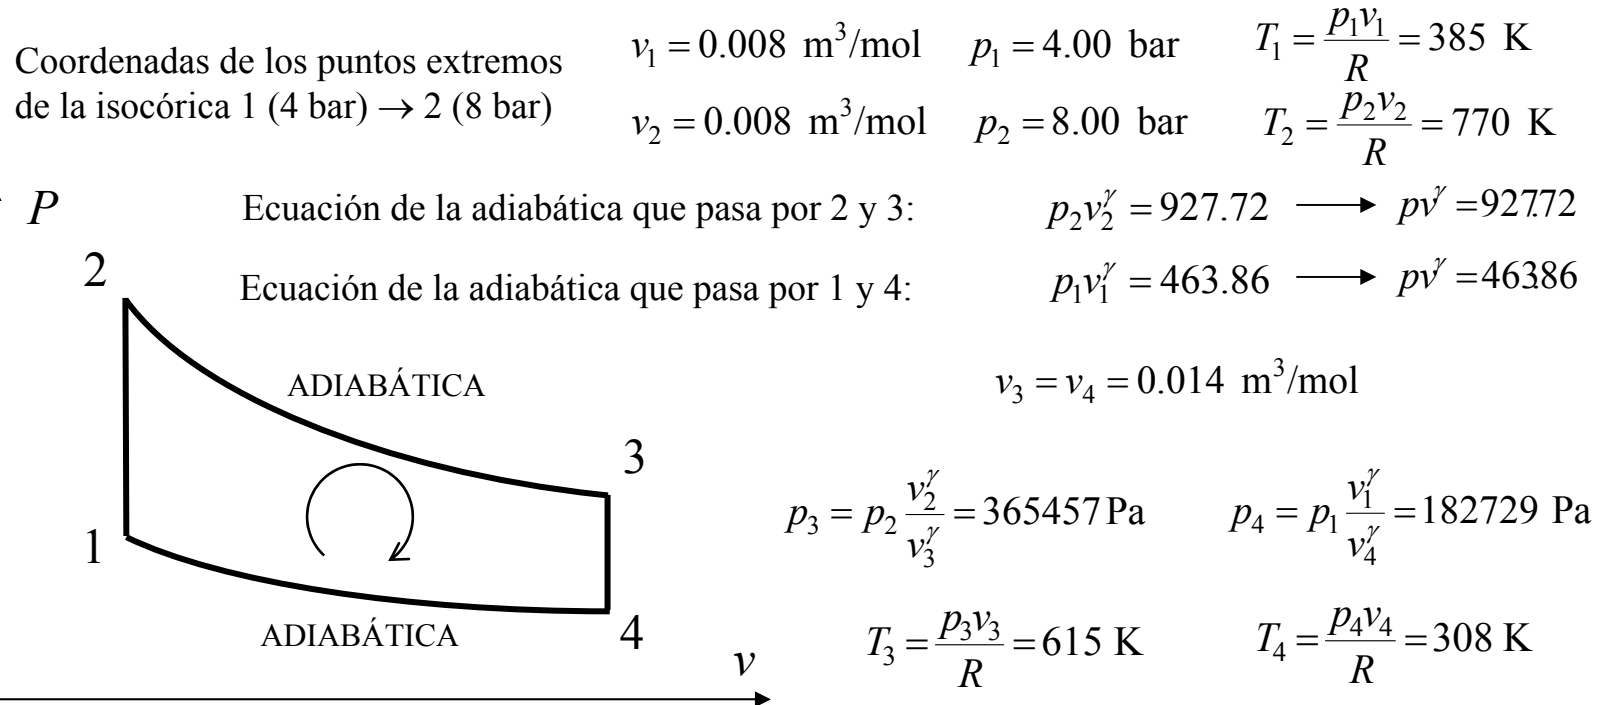 Coordenadas de los puntos extremos
de la isocórica 1 (4 bar) → 2 (8 bar)
v₁ = 0.008 m³/mol p₁ = 4.00 bar T₁ = p₁v₁/R = 385 K
v₂ = 0.008 m³/mol p₂ = 8.00 bar T₂ = p₂v₂/R = 770 K
P
Ecuación de la adiabática que pasa por 2 y 3: p₂v₂^γ = 927.72 → pv^γ = 927.72
Ecuación de la adiabática que pasa por 1 y 4: p₁v₁^γ = 463.86 → pv^γ = 463.86
2
ADIABÁTICA
v₃ = v₄ = 0.014 m³/mol
3
1
p₃ = p₂ v₂^γ/v₃^γ = 365457 Pa p₄ = p₁ v₁^γ/v₄^γ = 182729 Pa
ADIABÁTICA
4
T₃ = p₃v₃/R = 615 K T₄ = p₄v₄/R = 308 K
v